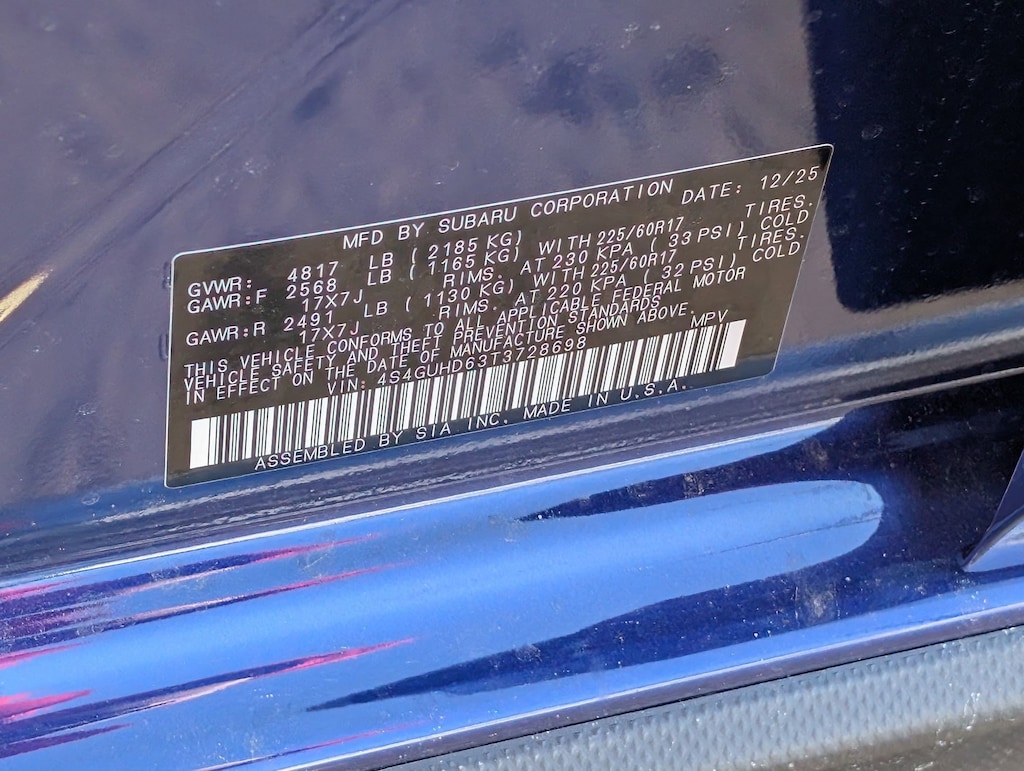 MFD BY SUBARU CORPORATION DATE: 12/25
GVWR: 4817 LB ( 2185 KG)
GAWR:F 2568 LB ( 1165 KG) WITH 225/60R17 TIRES.
17X7J RIMS. AT 230 KPA ( 33 PSI) COLD
GAWR:R 2491 LB ( 1130 KG) WITH 225/60R17 TIRES.
17X7J RIMS. AT 220 KPA ( 32 PSI) COLD
THIS VEHICLE CONFORMS TO ALL APPLICABLE FEDERAL MOTOR
VEHICLE SAFETY AND THEFT PREVENTION STANDARDS
IN EFFECT ON THE DATE OF MANUFACTURE SHOWN ABOVE.
VIN: 4S4GUHD63T3728698 MPV
ASSEMBLED BY SIA INC. MADE IN U.S.A.